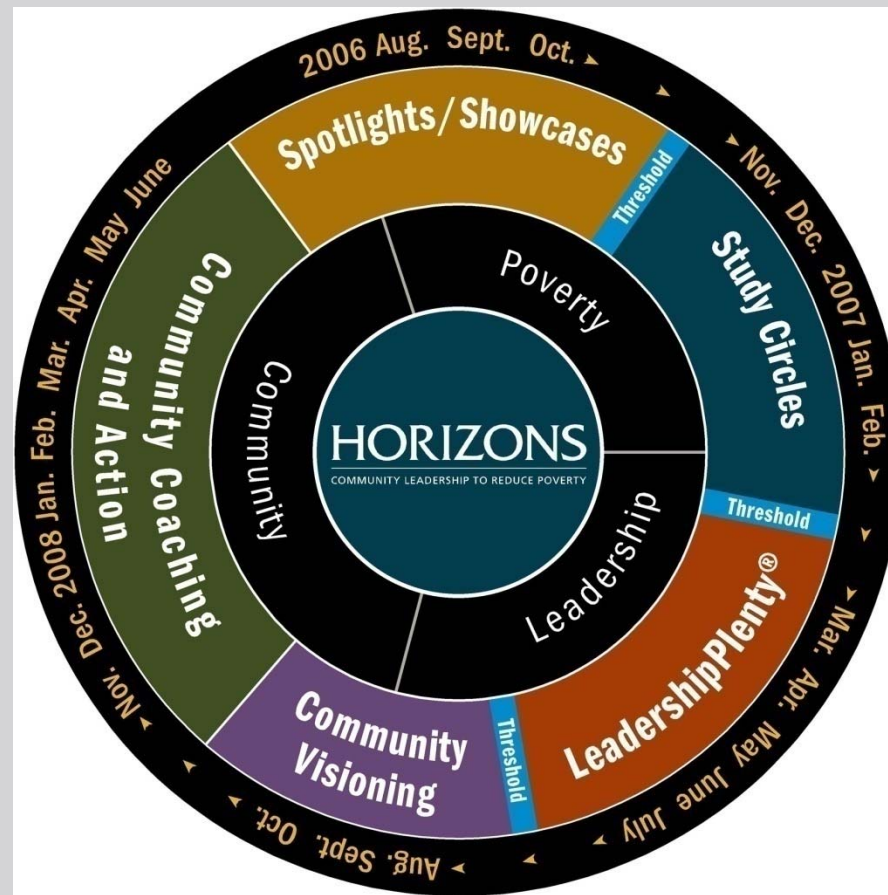 2006 Aug. Sept. Oct.
Nov. Dec. 2007 Jan. Feb.
Mar. Apr. May June July
Aug. Sept. Oct.
Nov. Dec. 2008 Jan. Feb. Mar. Apr. May June
Spotlights/Showcases
Threshold
Study Circles
Threshold
LeadershipPlenty®
Threshold
Community
Visioning
Community Coaching
and Action
Poverty
Leadership
Community
HORIZONS
COMMUNITY LEADERSHIP TO REDUCE POVERTY